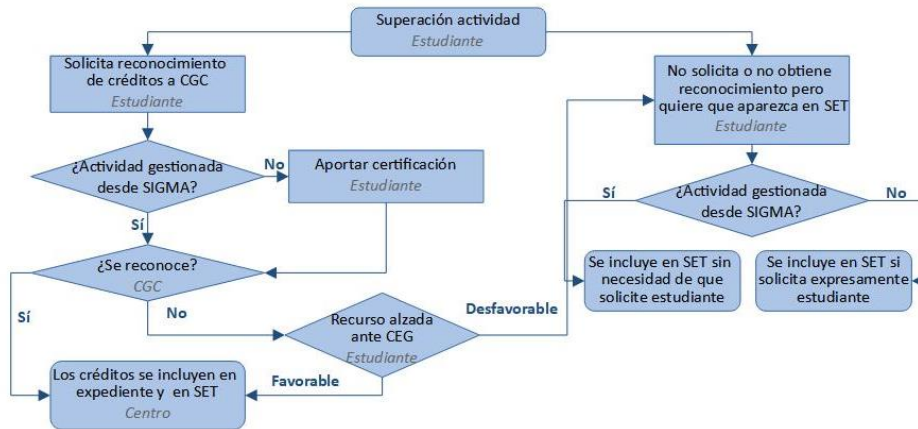 Superación actividad
Estudiante
Solicita reconocimiento
de créditos a CGC
Estudiante
No solicita o no obtiene
reconocimiento pero
quiere que aparezca en SET
Estudiante
¿Actividad gestionada
desde SIGMA?
No
Aportar certificación
Estudiante
Sí
¿Actividad gestionada
desde SIGMA?
No
Sí
¿Se reconoce?
CGC
Se incluye en SET sin
necesidad de que
solicite estudiante
Se incluye en SET si
solicita expresamente
estudiante
Sí
No
Recurso alzada
ante CEG
Estudiante
Desfavorable
Favorable
Los créditos se incluyen en
expediente y en SET
Centro